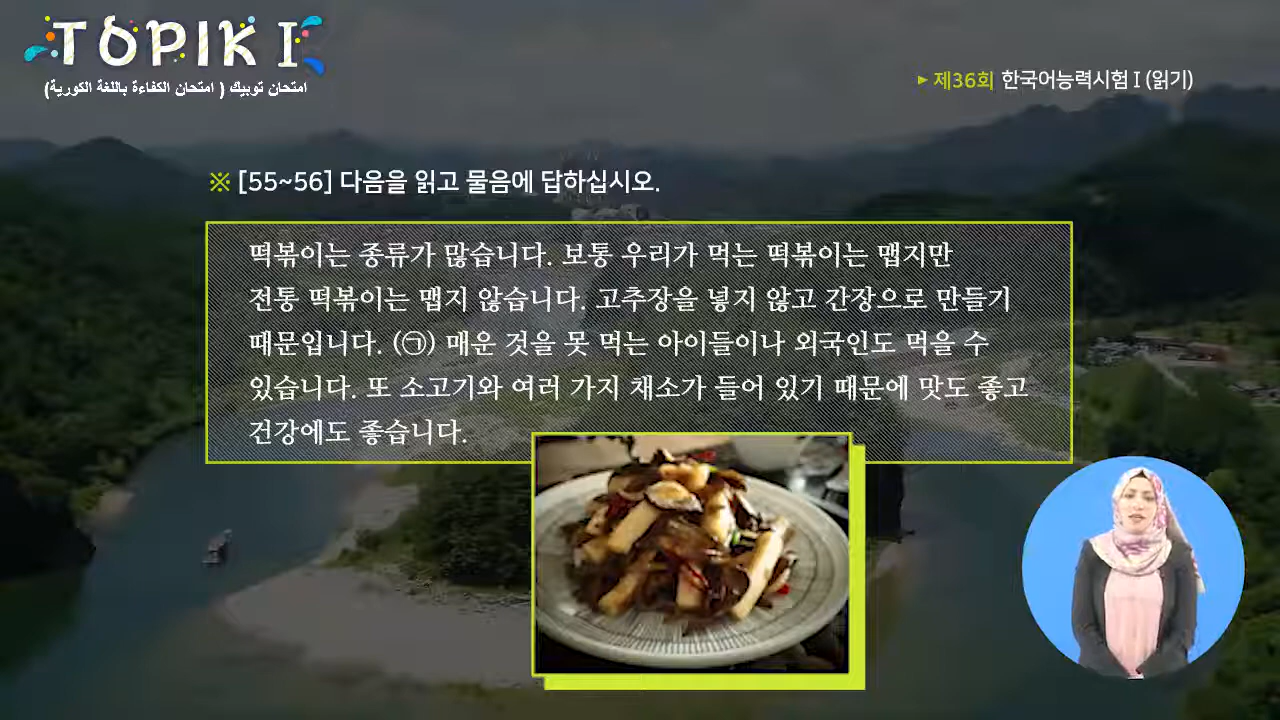 TOPIK I
امتحان توبيك ( امتحان الكفاءة باللغة الكورية)
▶ 제36회 한국어능력시험 I (읽기)
※ [55~56] 다음을 읽고 물음에 답하십시오.
떡볶이는 종류가 많습니다. 보통 우리가 먹는 떡볶이는 맵지만
전통 떡볶이는 맵지 않습니다. 고추장을 넣지 않고 간장으로 만들기
때문입니다. (㉠) 매운 것을 못 먹는 아이들이나 외국인도 먹을 수
있습니다. 또 소고기와 여러 가지 채소가 들어 있기 때문에 맛도 좋고
건강에도 좋습니다.